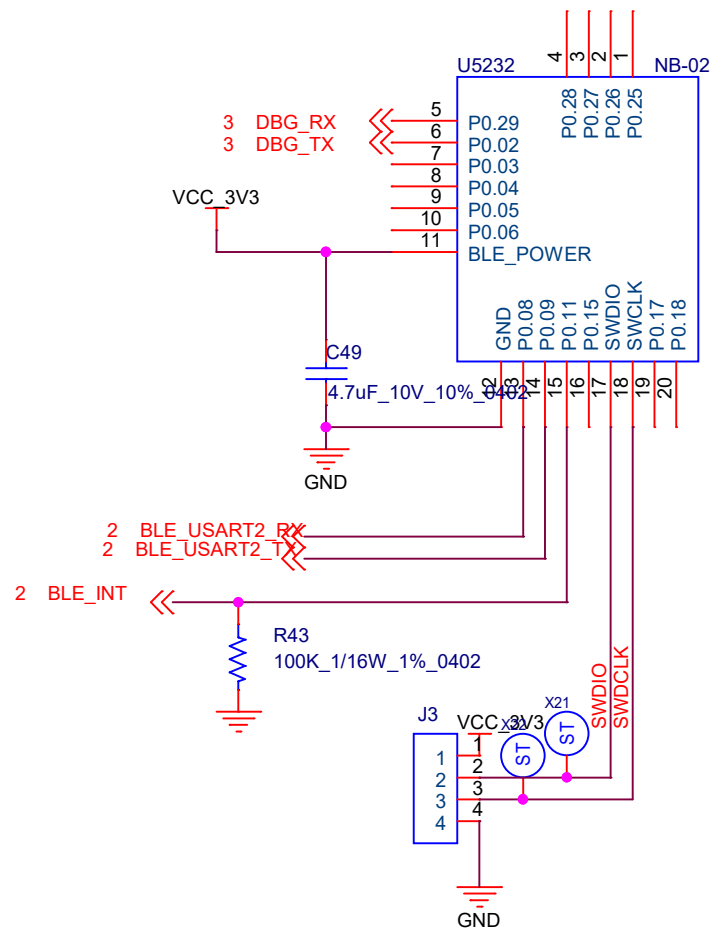 U5232
NB-02
4
3
2
1
P0.28
P0.27
P0.26
P0.25
3 DBG_RX
5
P0.29
3 DBG_TX
6
P0.02
7
P0.03
8
P0.04
VCC_3V3
9
P0.05
10
P0.06
11
BLE_POWER
GND
P0.08
P0.09
P0.11
P0.15
SWDIO
SWCLK
P0.17
P0.18
12
13
14
15
16
17
18
19
20
C49
4.7uF_10V_10%_0402
GND
2 BLE_USART2_RX
2 BLE_USART2_TX
2 BLE_INT
R43
100K_1/16W_1%_0402
SWDIO
SWDCLK
X21
ST
X22
ST
J3
VCC_3V3
1
1
2
2
3
3
4
4
GND